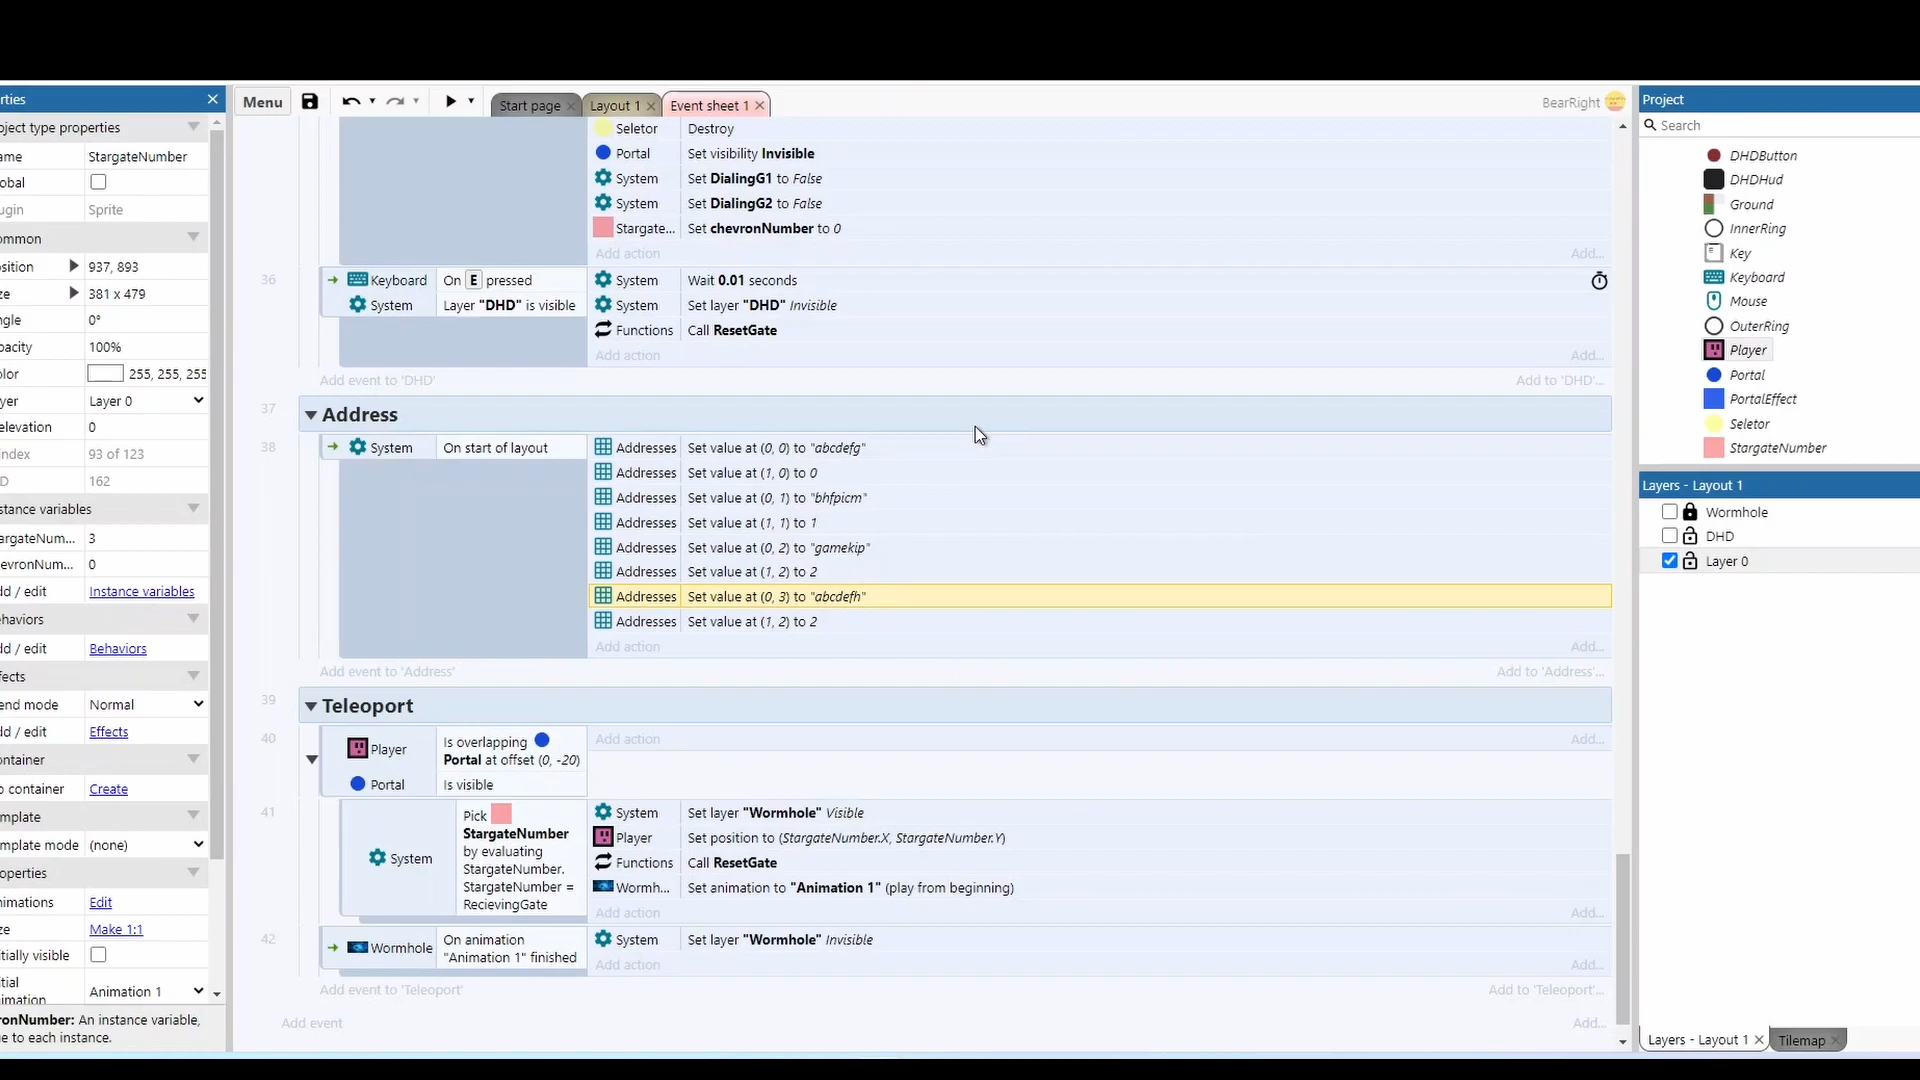 rties
Menu
Start page
Layout 1
Event sheet 1
BearRight
Project
oject type properties
ame StargateNumber
obal
ugin Sprite
ommon
osition 937, 893
ze 381 x 479
ngle 0°
pacity 100%
olor 255, 255, 255
yer Layer 0
elevation 0
index 93 of 123
D 162
stance variables
argateNum... 3
evronNum... 0
dd / edit Instance variables
ehaviors
dd / edit Behaviors
fects
end mode Normal
dd / edit Effects
ontainer
o container Create
mplate
mplate mode (none)
operties
nimations Edit
ze Make 1:1
itially visible
itial
nimation Animation 1
ronNumber: An instance variable,
e to each instance.
Seletor Destroy
Portal Set visibility Invisible
System Set DialingG1 to False
System Set DialingG2 to False
Stargate... Set chevronNumber to 0
Add action Add...
36 Keyboard On E pressed System Wait 0.01 seconds
System Layer "DHD" is visible System Set layer "DHD" Invisible
Functions Call ResetGate
Add action Add...
Add event to 'DHD' Add to 'DHD'...
37 Address
38 System On start of layout Addresses Set value at (0, 0) to "abcdefg"
Addresses Set value at (1, 0) to 0
Addresses Set value at (0, 1) to "bhfpicm"
Addresses Set value at (1, 1) to 1
Addresses Set value at (0, 2) to "gamekip"
Addresses Set value at (1, 2) to 2
Addresses Set value at (0, 3) to "abcdefh"
Addresses Set value at (1, 2) to 2
Add action Add...
Add event to 'Address' Add to 'Address'...
39 Teleoport
40 Player Is overlapping
Portal at offset (0, -20)
Portal Is visible
Add action Add...
41 System Pick
StargateNumber
by evaluating
StargateNumber.
StargateNumber =
RecievingGate
System Set layer "Wormhole" Visible
Player Set position to (StargateNumber.X, StargateNumber.Y)
Functions Call ResetGate
Wormh... Set animation to "Animation 1" (play from beginning)
Add action Add...
42 Wormhole On animation
"Animation 1" finished
System Set layer "Wormhole" Invisible
Add action Add...
Add event to 'Teleoport' Add to 'Teleoport'...
Add event Add...
Search
DHDButton
DHDHud
Ground
InnerRing
Key
Keyboard
Mouse
OuterRing
Player
Portal
PortalEffect
Seletor
StargateNumber
Layers - Layout 1
Wormhole
DHD
Layer 0
Layers - Layout 1
Tilemap